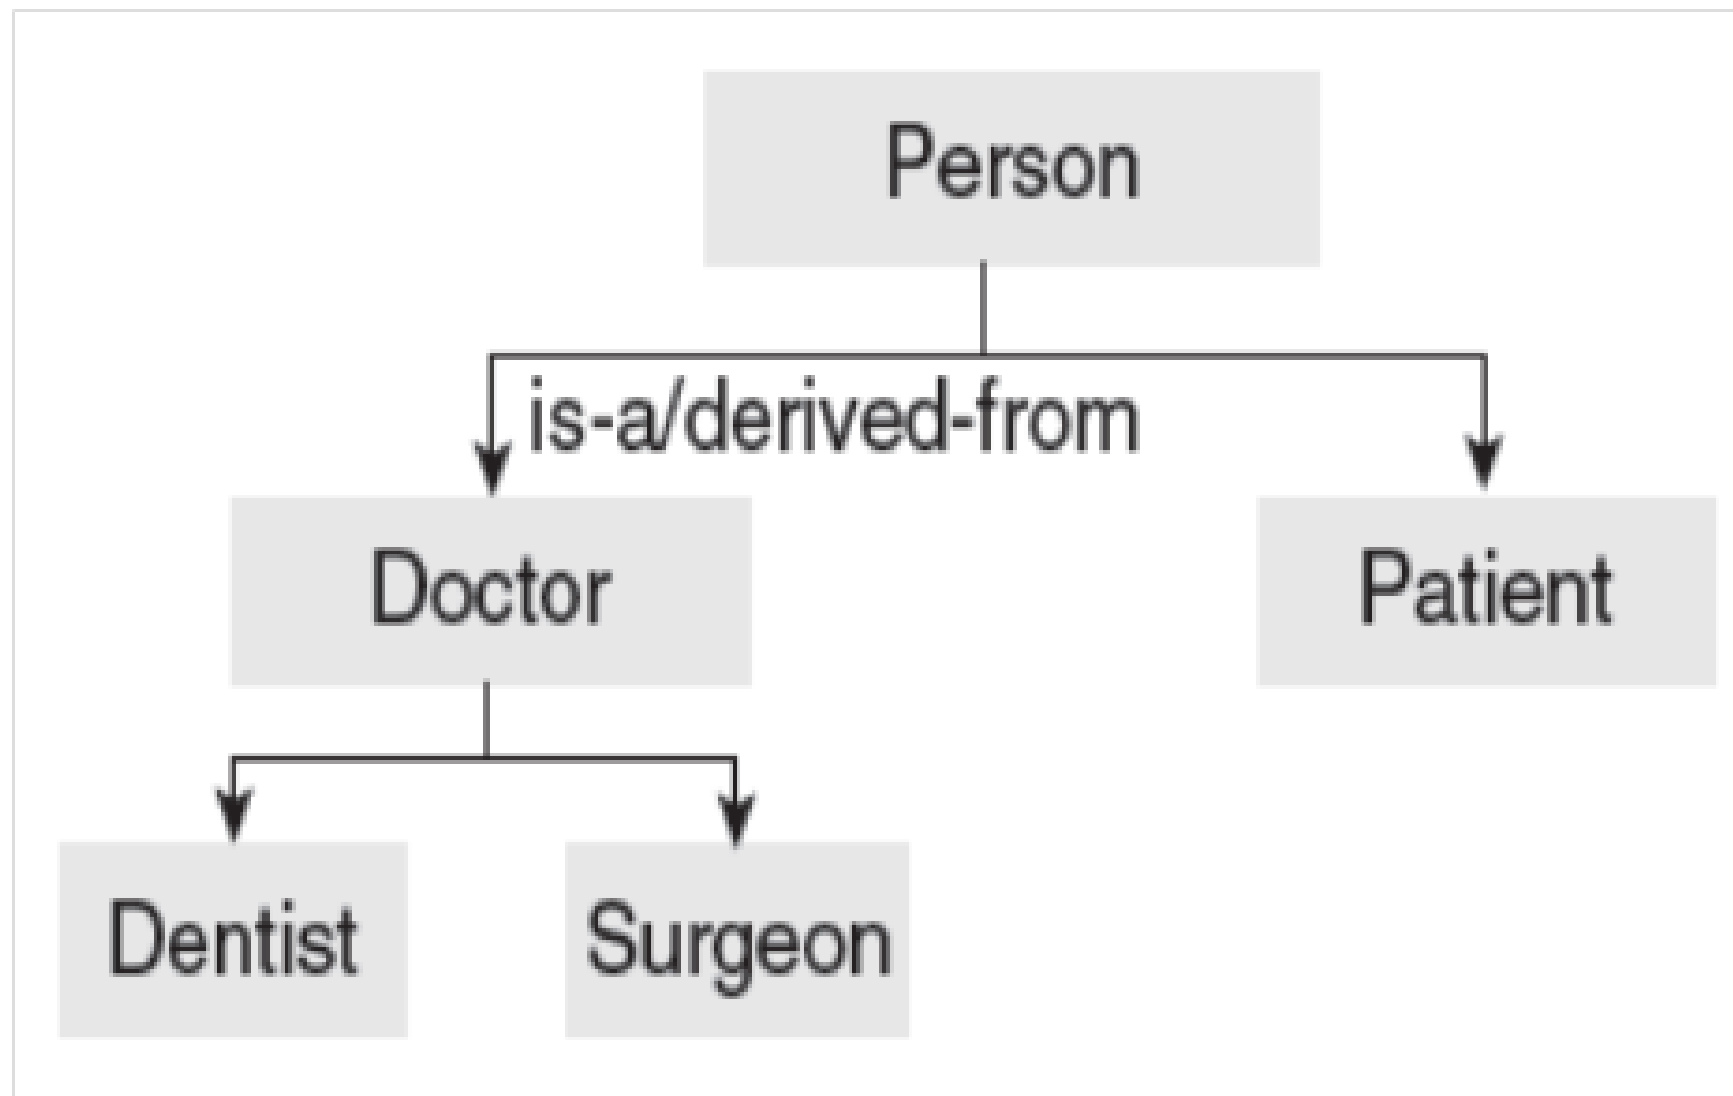 Person
is-a/derived-from
Doctor
Patient
Dentist
Surgeon